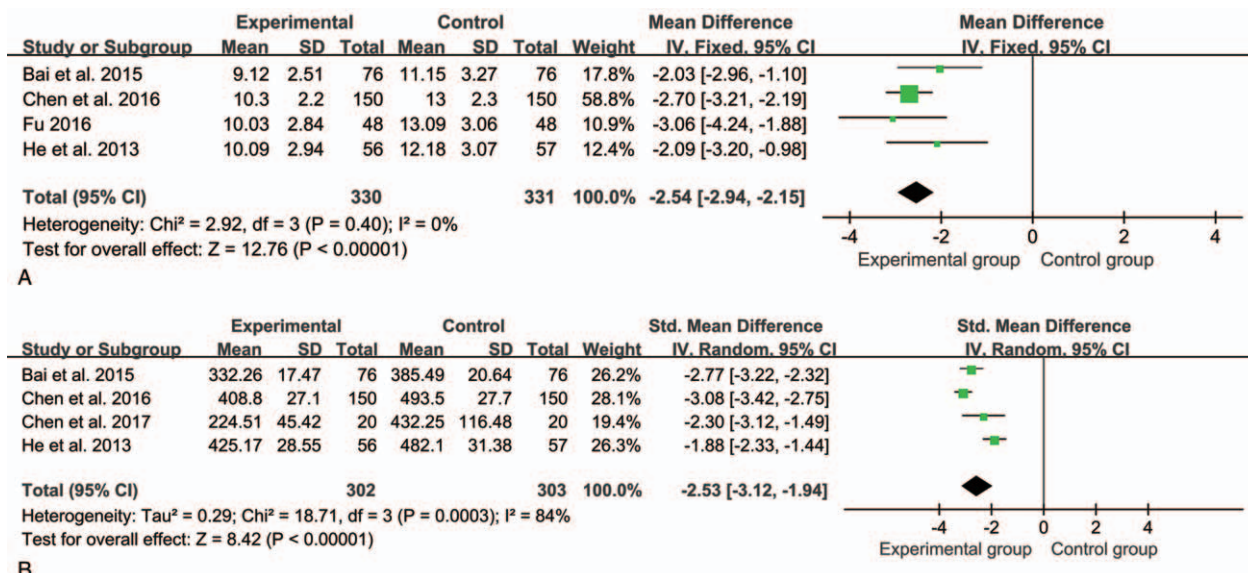 Experimental Control Mean Difference Mean Difference
Study or Subgroup Mean SD Total Mean SD Total Weight IV, Fixed, 95% CI IV, Fixed, 95% CI
Bai et al. 2015 9.12 2.51 76 11.15 3.27 76 17.8% -2.03 [-2.96, -1.10]
Chen et al. 2016 10.3 2.2 150 13 2.3 150 58.8% -2.70 [-3.21, -2.19]
Fu 2016 10.03 2.84 48 13.09 3.06 48 10.9% -3.06 [-4.24, -1.88]
He et al. 2013 10.09 2.94 56 12.18 3.07 57 12.4% -2.09 [-3.20, -0.98]
Total (95% CI) 330 331 100.0% -2.54 [-2.94, -2.15]
Heterogeneity: Chi² = 2.92, df = 3 (P = 0.40); I² = 0%
Test for overall effect: Z = 12.76 (P < 0.00001)
-4 -2 0 2 4
Experimental group Control group
A
Experimental Control Std. Mean Difference Std. Mean Difference
Study or Subgroup Mean SD Total Mean SD Total Weight IV, Random, 95% CI IV, Random, 95% CI
Bai et al. 2015 332.26 17.47 76 385.49 20.64 76 26.2% -2.77 [-3.22, -2.32]
Chen et al. 2016 408.8 27.1 150 493.5 27.7 150 28.1% -3.08 [-3.42, -2.75]
Chen et al. 2017 224.51 45.42 20 432.25 116.48 20 19.4% -2.30 [-3.12, -1.49]
He et al. 2013 425.17 28.55 56 482.1 31.38 57 26.3% -1.88 [-2.33, -1.44]
Total (95% CI) 302 303 100.0% -2.53 [-3.12, -1.94]
Heterogeneity: Tau² = 0.29; Chi² = 18.71, df = 3 (P = 0.0003); I² = 84%
Test for overall effect: Z = 8.42 (P < 0.00001)
-4 -2 0 2 4
Experimental group Control group
B